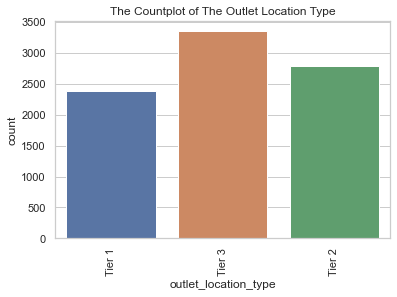 The Countplot of The Outlet Location Type
count
3500
3000
2500
2000
1500
1000
500
0
Tier 1
Tier 3
Tier 2
outlet_location_type